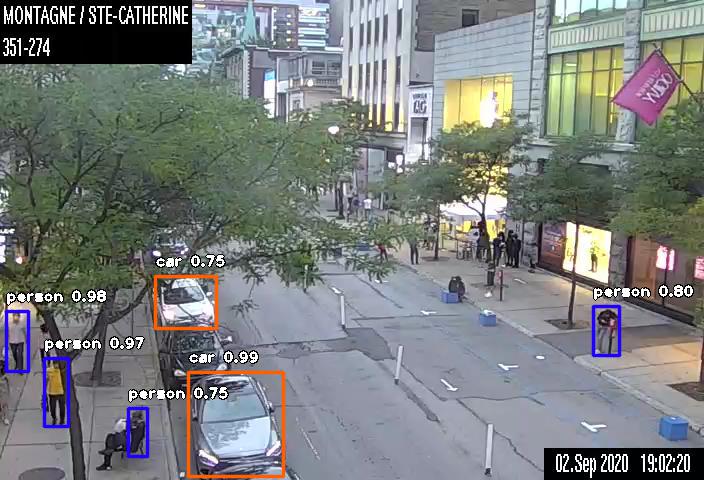 MONTAGNE / STE-CATHERINE
351-274
car 0.75
person 0.98
person 0.80
person 0.97
car 0.99
person 0.75
02.Sep 2020 19:02:20